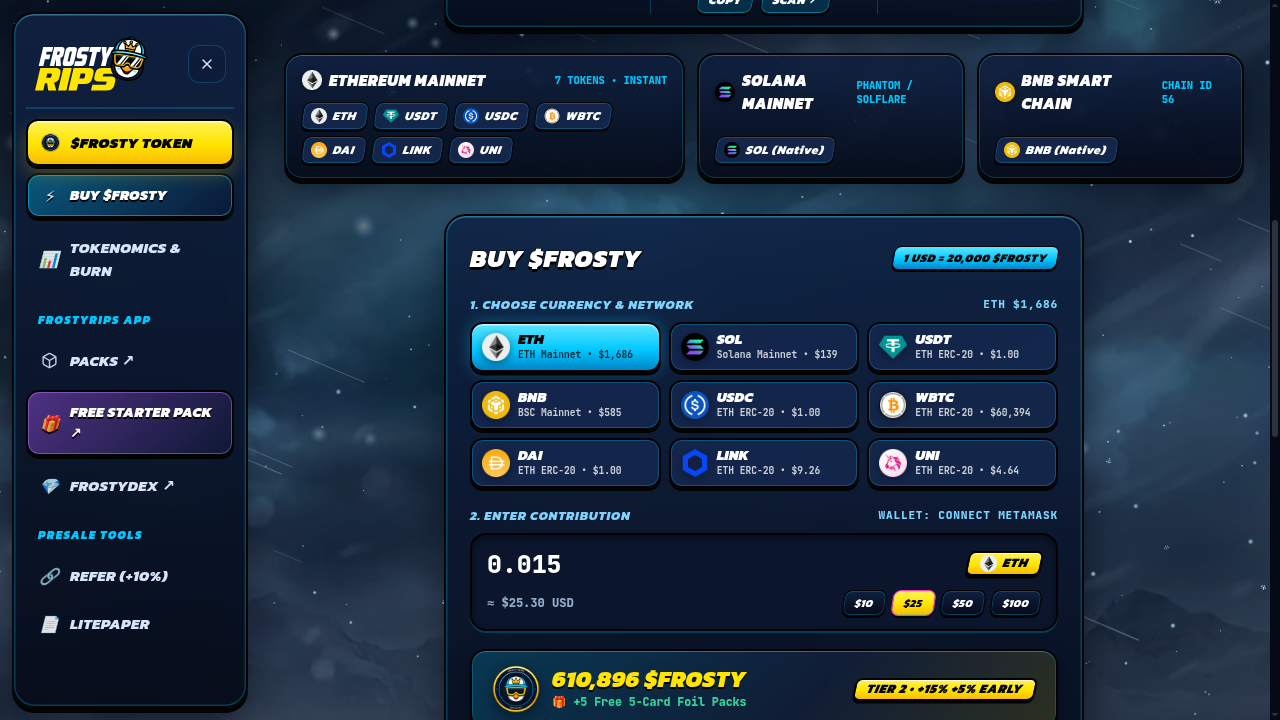 FROSTY
RIPS
×
$FROSTY TOKEN
BUY $FROSTY
TOKENOMICS &
BURN
FROSTYRIPS APP
PACKS ↗
FREE STARTER PACK
↗
FROSTYDEX ↗
PRESALE TOOLS
REFER (+10%)
LITEPAPER
COPY
SCAN ↗
ETHEREUM MAINNET
7 TOKENS • INSTANT
ETH
USDT
USDC
WBTC
DAI
LINK
UNI
SOLANA
MAINNET
PHANTOM /
SOLFLARE
SOL (Native)
BNB SMART
CHAIN
CHAIN ID
56
BNB (Native)
BUY $FROSTY
1 USD = 20,000 $FROSTY
1. CHOOSE CURRENCY & NETWORK
ETH $1,686
ETH
ETH Mainnet • $1,686
SOL
Solana Mainnet • $139
USDT
ETH ERC-20 • $1.00
BNB
BSC Mainnet • $585
USDC
ETH ERC-20 • $1.00
WBTC
ETH ERC-20 • $60,394
DAI
ETH ERC-20 • $1.00
LINK
ETH ERC-20 • $9.26
UNI
ETH ERC-20 • $4.64
2. ENTER CONTRIBUTION
WALLET: CONNECT METAMASK
0.015
ETH
≈ $25.30 USD
$10
$25
$50
$100
610,896 $FROSTY
+5 Free 5-Card Foil Packs
TIER 2 • +15% +5% EARLY